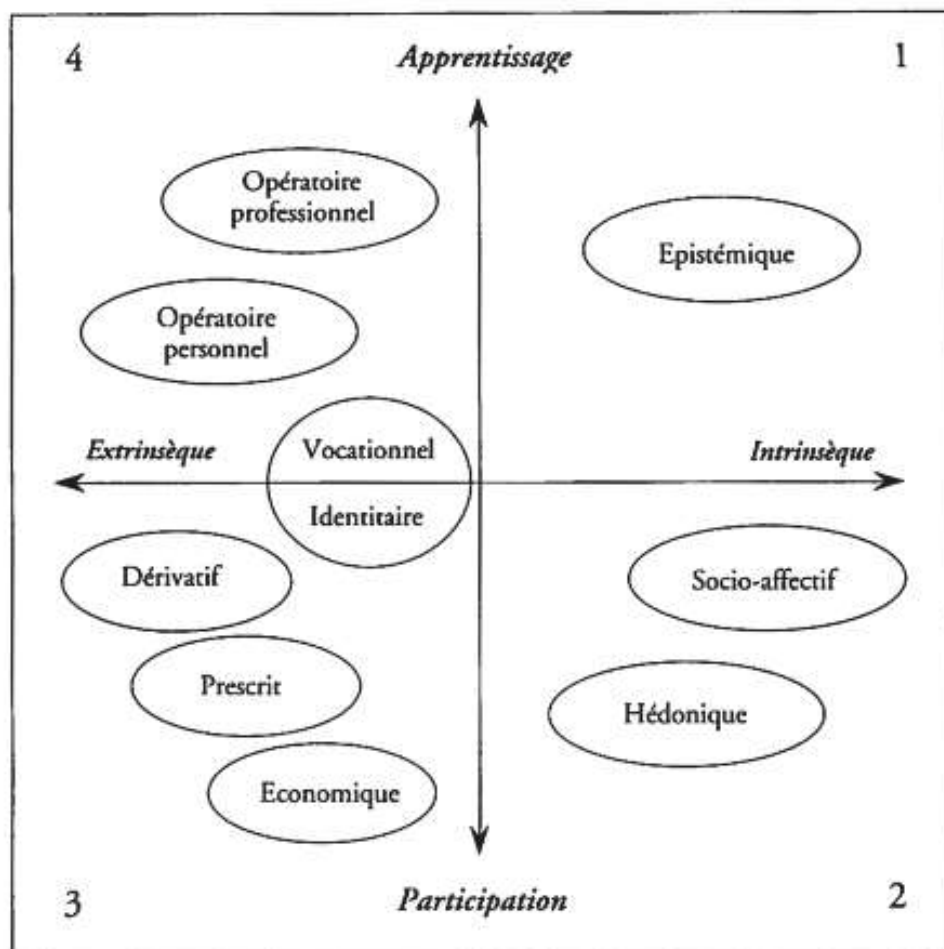 4
Apprentissage
1
Opératoire
professionnel
Epistémique
Opératoire
personnel
Extrinsèque
Vocationnel
Intrinsèque
Identitaire
Dérivatif
Socio-affectif
Prescrit
Hédonique
Economique
3
Participation
2